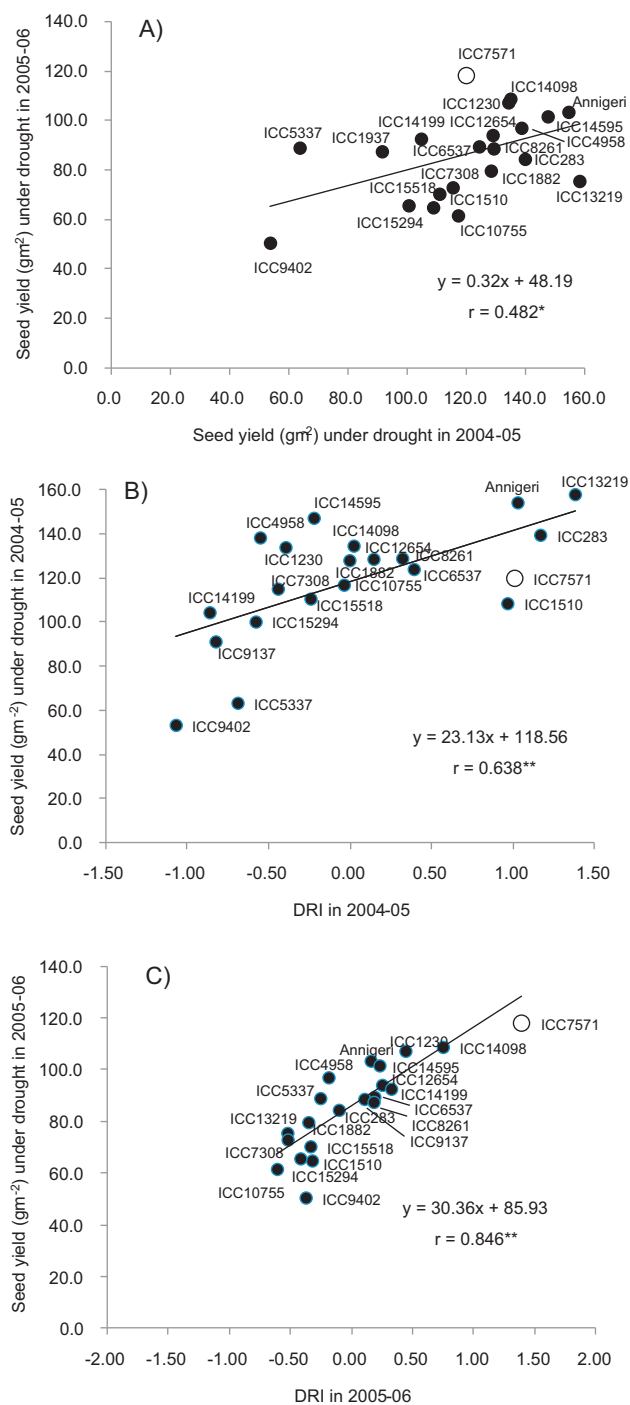 A)
ICC7571
ICC14098
ICC1230
Annigeri
ICC14199 ICC12654
ICC14595
ICC5337
ICC1937
ICC4958
ICC6537
ICC8261
ICC283
ICC7308
ICC1882
ICC15518
ICC1510
ICC13219
ICC15294
ICC10755
ICC9402
y = 0.32x + 48.19
r = 0.482*
140.0
120.0
100.0
80.0
60.0
40.0
20.0
0.0
0.0 40.0 60.0 80.0 100.0 120.0 140.0 160.0
Seed yield (gm2) under drought in 2005-06
Seed yield (gm2) under drought in 2004-05
B)
ICC14595
Annigeri
ICC13219
ICC4958
ICC14098
ICC283
ICC1230
ICC12654
ICC8261
ICC7308
ICC1882
ICC6537
ICC7571
ICC14199
ICC10755
ICC15518
ICC1510
ICC15294
ICC9137
ICC5337
ICC9402
y = 23.13x + 118.56
r = 0.638**
160.0
140.0
120.0
100.0
80.0
60.0
40.0
20.0
0.0
-1.50 -1.00 -0.50 0.00 0.50 1.00 1.50
Seed yield (gm-2) under drought in 2004-05
DRI in 2004-05
C)
ICC1230
ICC7571
Annigeri
ICC14098
ICC4958
ICC14595
ICC12654
ICC5337
ICC14199
ICC6537
ICC13219
ICC283
ICC8261
ICC1882
ICC9137
ICC7308
ICC15518
ICC1510
ICC15294
ICC10755
ICC9402
y = 30.36x + 85.93
r = 0.846**
140.0
120.0
100.0
80.0
60.0
40.0
20.0
0.0
-2.00 -1.00 -0.50 0.00 0.50 1.00 2.00
Seed yield (gm-2) under drought in 2005-06
DRI in 2005-06